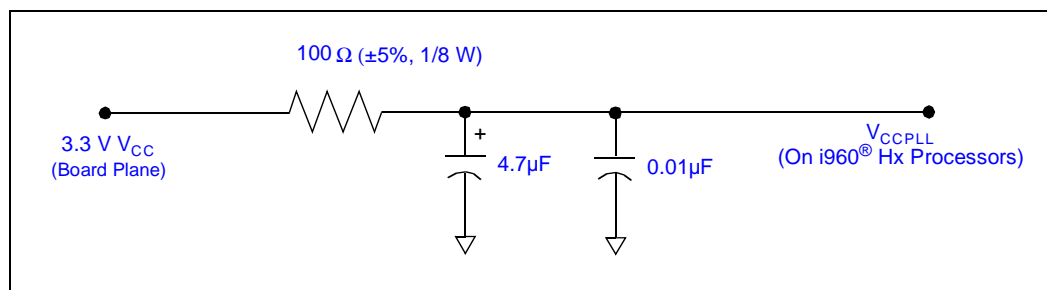 100 Ω (±5%, 1/8 W)
3.3 V VCC
(Board Plane)
+
4.7µF
0.01µF
VCCPLL
(On i960® Hx Processors)